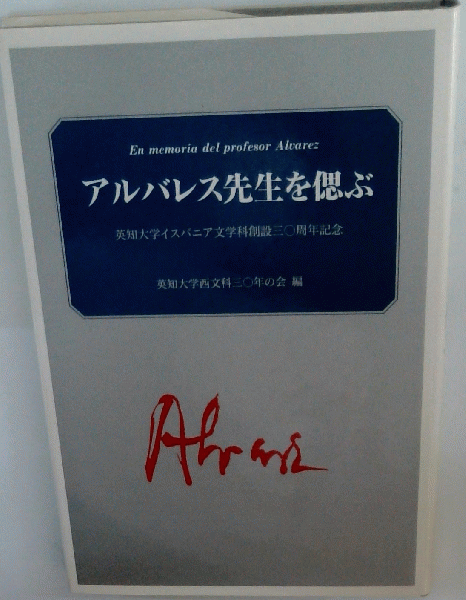 En memoria del profesor Alvarez
アルバレス先生を偲ぶ
英知大学イスパニア文学科創設三〇周年記念
英知大学西文科三〇年の会 編
Alvarez